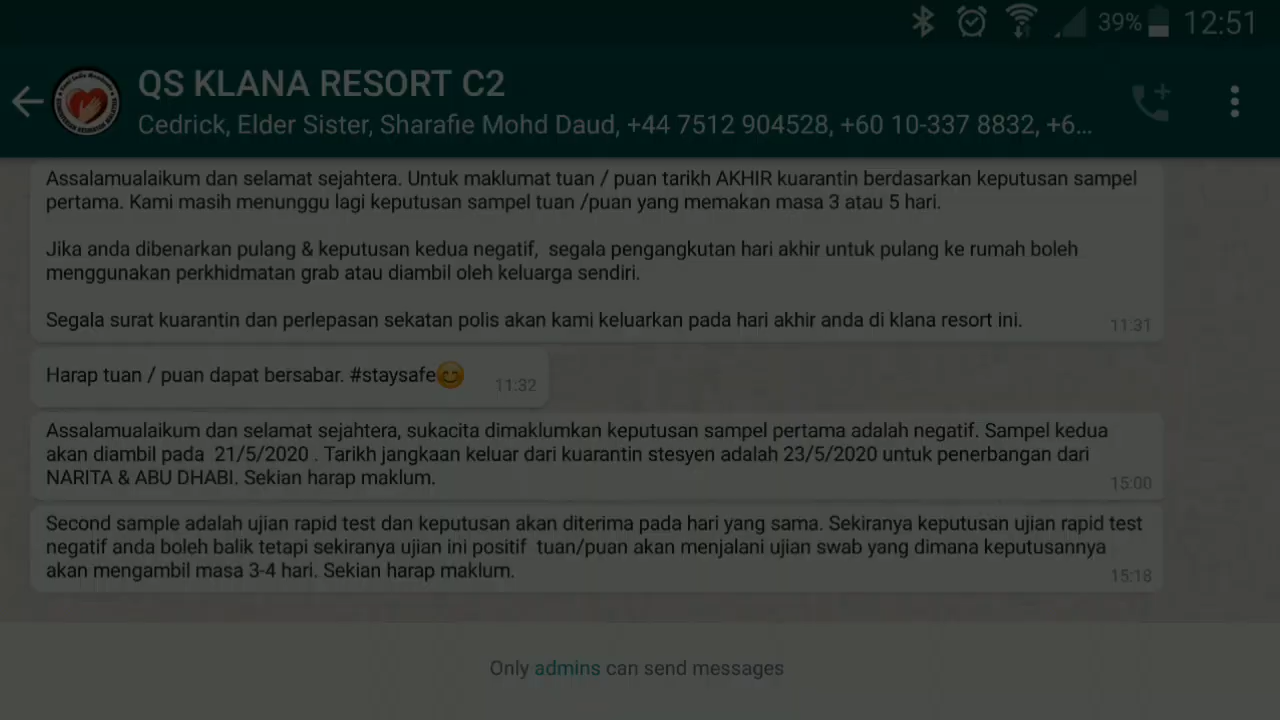 39% 12:51
QS KLANA RESORT C2
Cedrick, Elder Sister, Sharafie Mohd Daud, +44 7512 904528, +60 10-337 8832, +6...
Assalamualaikum dan selamat sejahtera. Untuk maklumat tuan / puan tarikh AKHIR kuarantin berdasarkan keputusan sampel
pertama. Kami masih menunggu lagi keputusan sampel tuan /puan yang memakan masa 3 atau 5 hari.
Jika anda dibenarkan pulang & keputusan kedua negatif,  segala pengangkutan hari akhir untuk pulang ke rumah boleh
menggunakan perkhidmatan grab atau diambil oleh keluarga sendiri.
Segala surat kuarantin dan perlepasan sekatan polis akan kami keluarkan pada hari akhir anda di klana resort ini.
11:31
Harap tuan / puan dapat bersabar. #staysafe😊
11:32
Assalamualaikum dan selamat sejahtera, sukacita dimaklumkan keputusan sampel pertama adalah negatif. Sampel kedua
akan diambil pada  21/5/2020 . Tarikh jangkaan keluar dari kuarantin stesyen adalah 23/5/2020 untuk penerbangan dari
NARITA & ABU DHABI. Sekian harap maklum.
15:00
Second sample adalah ujian rapid test dan keputusan akan diterima pada hari yang sama. Sekiranya keputusan ujian rapid test
negatif anda boleh balik tetapi sekiranya ujian ini positif  tuan/puan akan menjalani ujian swab yang dimana keputusannya
akan mengambil masa 3-4 hari. Sekian harap maklum.
15:18
Only admins can send messages